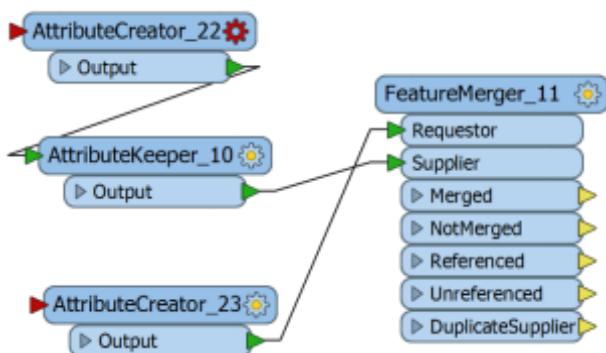 AttributeCreator_22
Output
AttributeKeeper_10
Output
AttributeCreator_23
Output
FeatureMerger_11
Requestor
Supplier
Merged
NotMerged
Referenced
Unreferenced
DuplicateSupplier